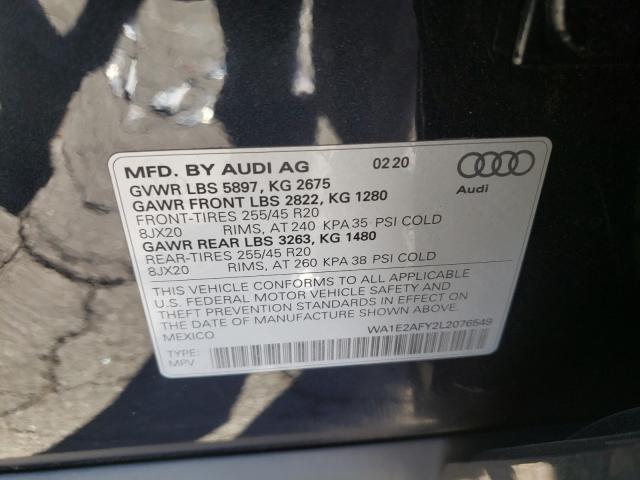 MFD. BY AUDI AG 02 20
GVWR LBS 5897, KG 2675
GAWR FRONT LBS 2822, KG 1280
FRONT-TIRES 255/45 R20
8JX20 RIMS, AT 240 KPA 35 PSI COLD
GAWR REAR LBS 3263, KG 1480
REAR-TIRES 255/45 R20
8JX20 RIMS, AT 260 KPA 38 PSI COLD
Audi
THIS VEHICLE CONFORMS TO ALL APPLICABLE
U.S. FEDERAL MOTOR VEHICLE SAFETY AND
THEFT PREVENTION STANDARDS IN EFFECT ON
THE DATE OF MANUFACTURE SHOWN ABOVE.
MEXICO WA1E2AFY2L2076549
TYPE:
MPV